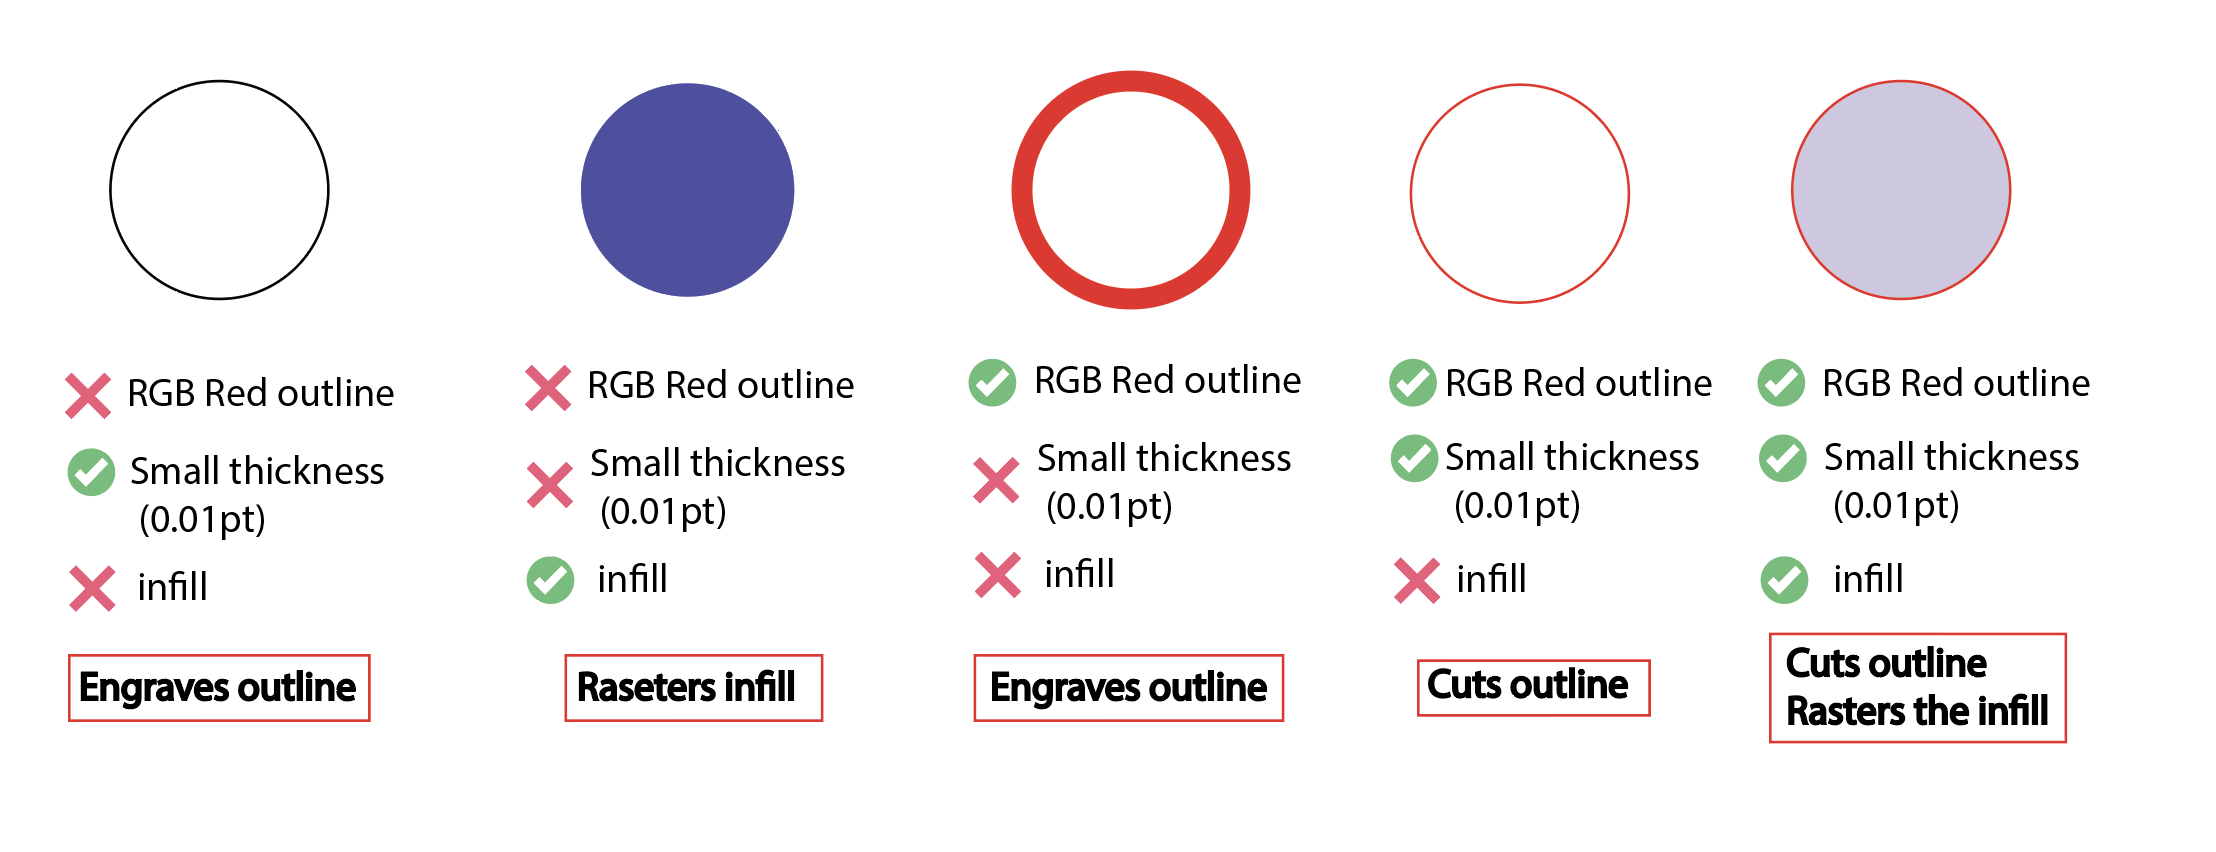 RGB Red outline
Small thickness
(0.01pt)
infill
Engraves outline
RGB Red outline
Small thickness
(0.01pt)
infill
Raseters infill
RGB Red outline
Small thickness
(0.01pt)
infill
Engraves outline
RGB Red outline
Small thickness
(0.01pt)
infill
Cuts outline
RGB Red outline
Small thickness
(0.01pt)
infill
Cuts outline
Rasters the infill